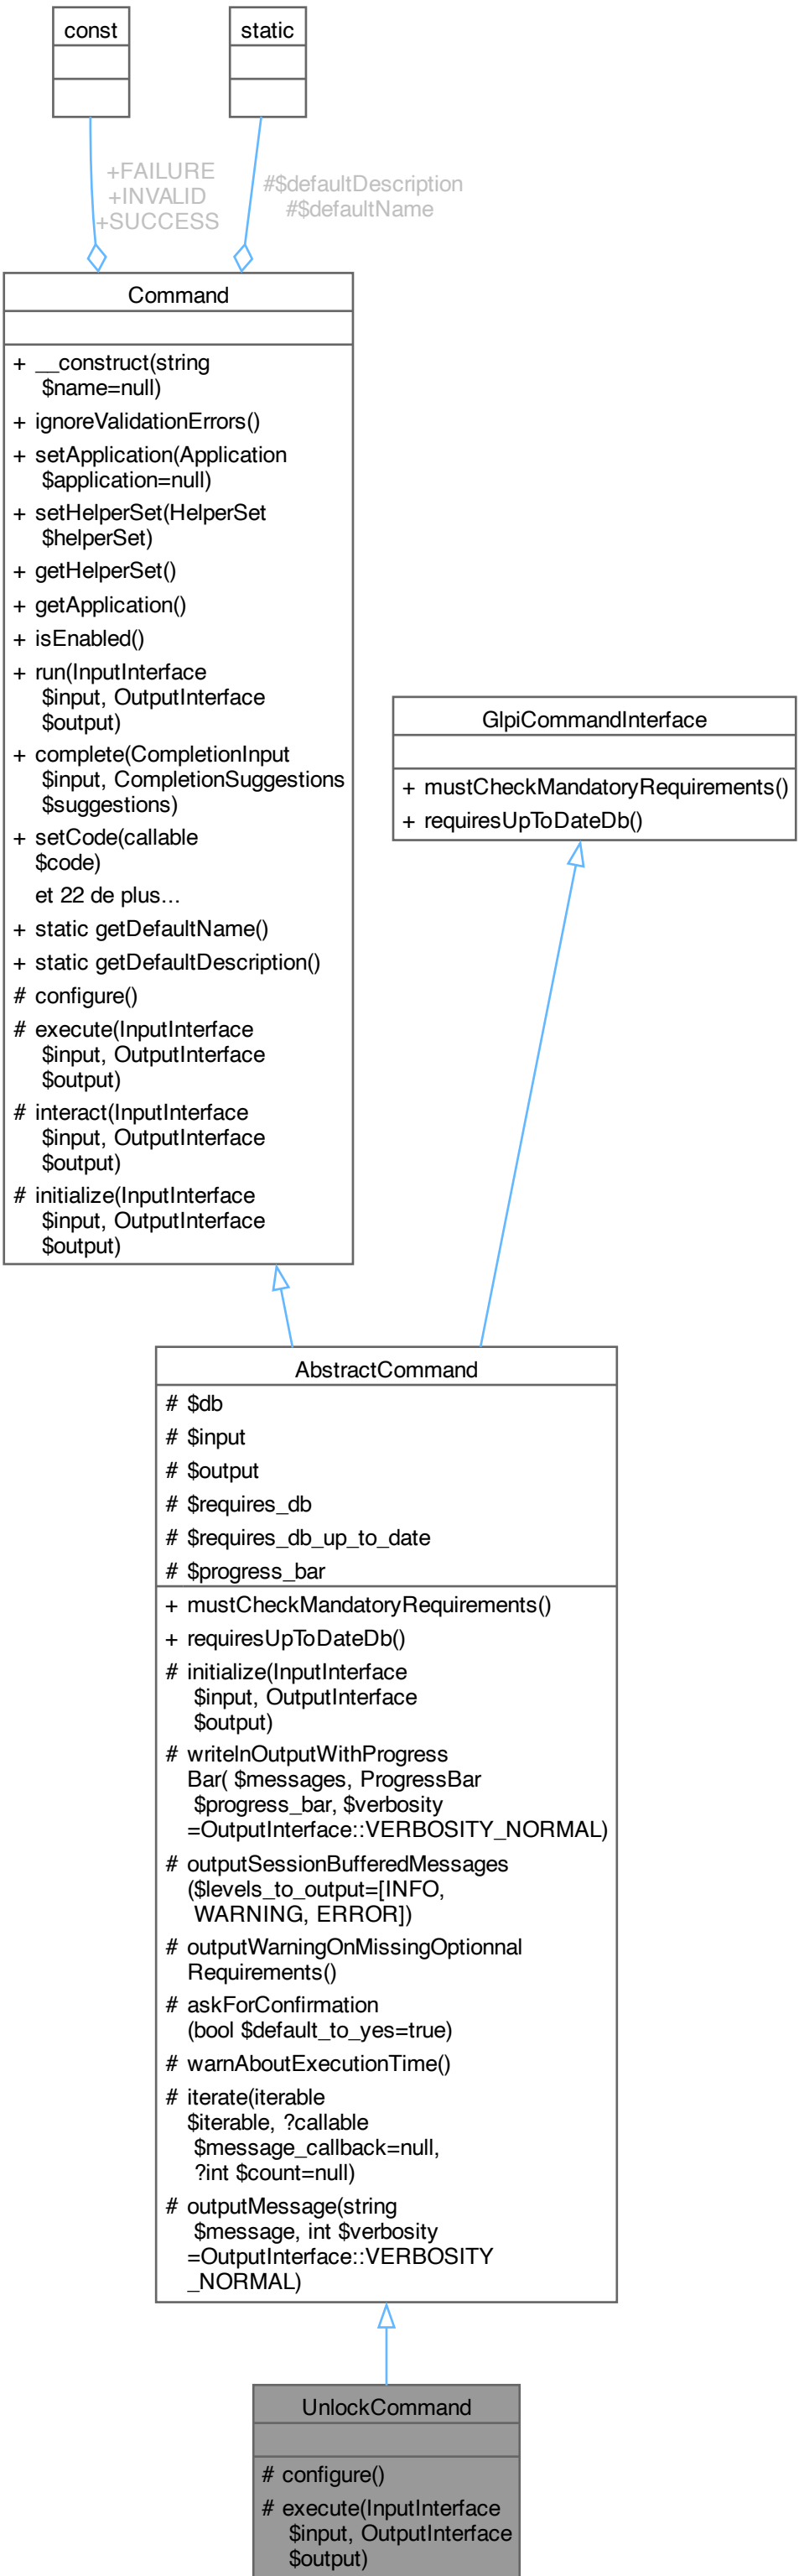 const
static
+FAILURE
+INVALID
+SUCCESS
#$defaultDescription
#$defaultName
Command
+ __construct(string
$name=null)
+ ignoreValidationErrors()
+ setApplication(Application
$application=null)
+ setHelperSet(HelperSet
$helperSet)
+ getHelperSet()
+ getApplication()
+ isEnabled()
+ run(InputInterface
$input, OutputInterface
$output)
+ complete(CompletionInput
$input, CompletionSuggestions
$suggestions)
+ setCode(callable
$code)
et 22 de plus...
+ static getDefaultName()
+ static getDefaultDescription()
# configure()
# execute(InputInterface
$input, OutputInterface
$output)
# interact(InputInterface
$input, OutputInterface
$output)
# initialize(InputInterface
$input, OutputInterface
$output)
GlpiCommandInterface
+ mustCheckMandatoryRequirements()
+ requiresUpToDateDb()
AbstractCommand
# $db
# $input
# $output
# $requires_db
# $requires_db_up_to_date
# $progress_bar
+ mustCheckMandatoryRequirements()
+ requiresUpToDateDb()
# initialize(InputInterface
$input, OutputInterface
$output)
# writelnOutputWithProgress
Bar( $messages, ProgressBar
$progress_bar, $verbosity
=OutputInterface::VERBOSITY_NORMAL)
# outputSessionBufferedMessages
($levels_to_output=[INFO,
WARNING, ERROR])
# outputWarningOnMissingOptionnal
Requirements()
# askForConfirmation
(bool $default_to_yes=true)
# warnAboutExecutionTime()
# iterate(iterable
$iterable, ?callable
$message_callback=null,
?int $count=null)
# outputMessage(string
$message, int $verbosity
=OutputInterface::VERBOSITY
_NORMAL)
UnlockCommand
# configure()
# execute(InputInterface
$input, OutputInterface
$output)